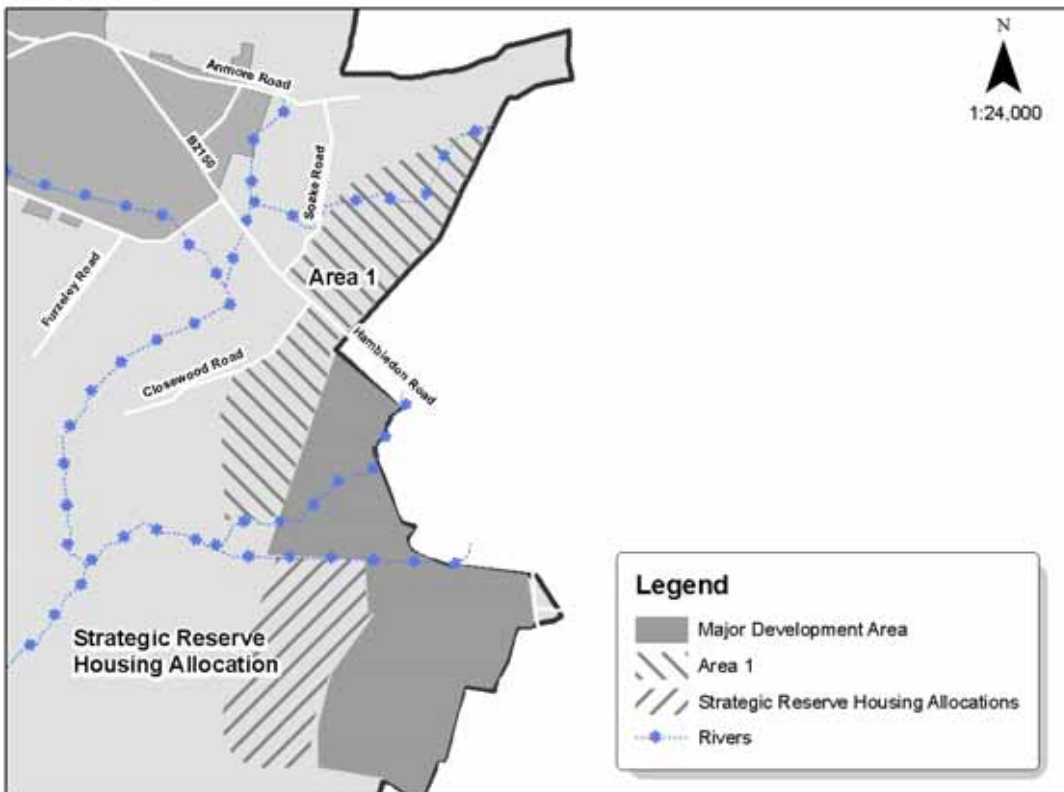 N
1:24,000
Anmore Road
B2150
Soake Road
Area 1
Furzeley Road
Closewood Road
Hambledon Road
Strategic Reserve
Housing Allocation
Legend
Major Development Area
Area 1
Strategic Reserve Housing Allocations
Rivers